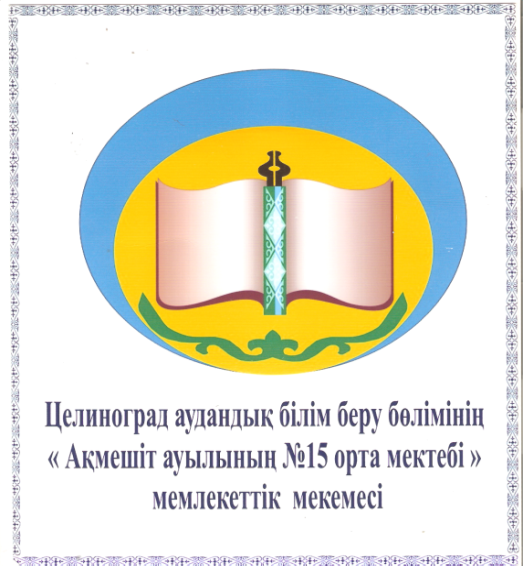 Целиноград аудандық білім беру бөлімінің
« Ақмешіт ауылының №15 орта мектебі »
мемлекеттік  мекемесі